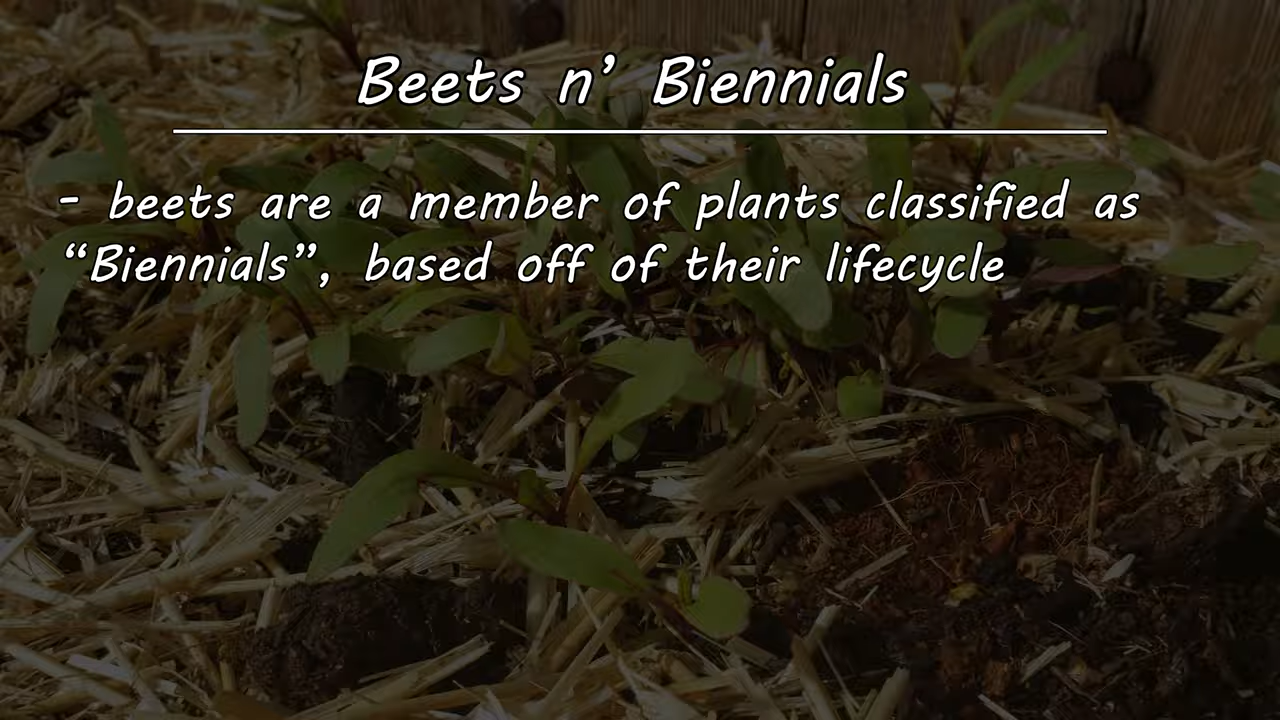 Beets n’ Biennials
- beets are a member of plants classified as
“Biennials”, based off of their lifecycle